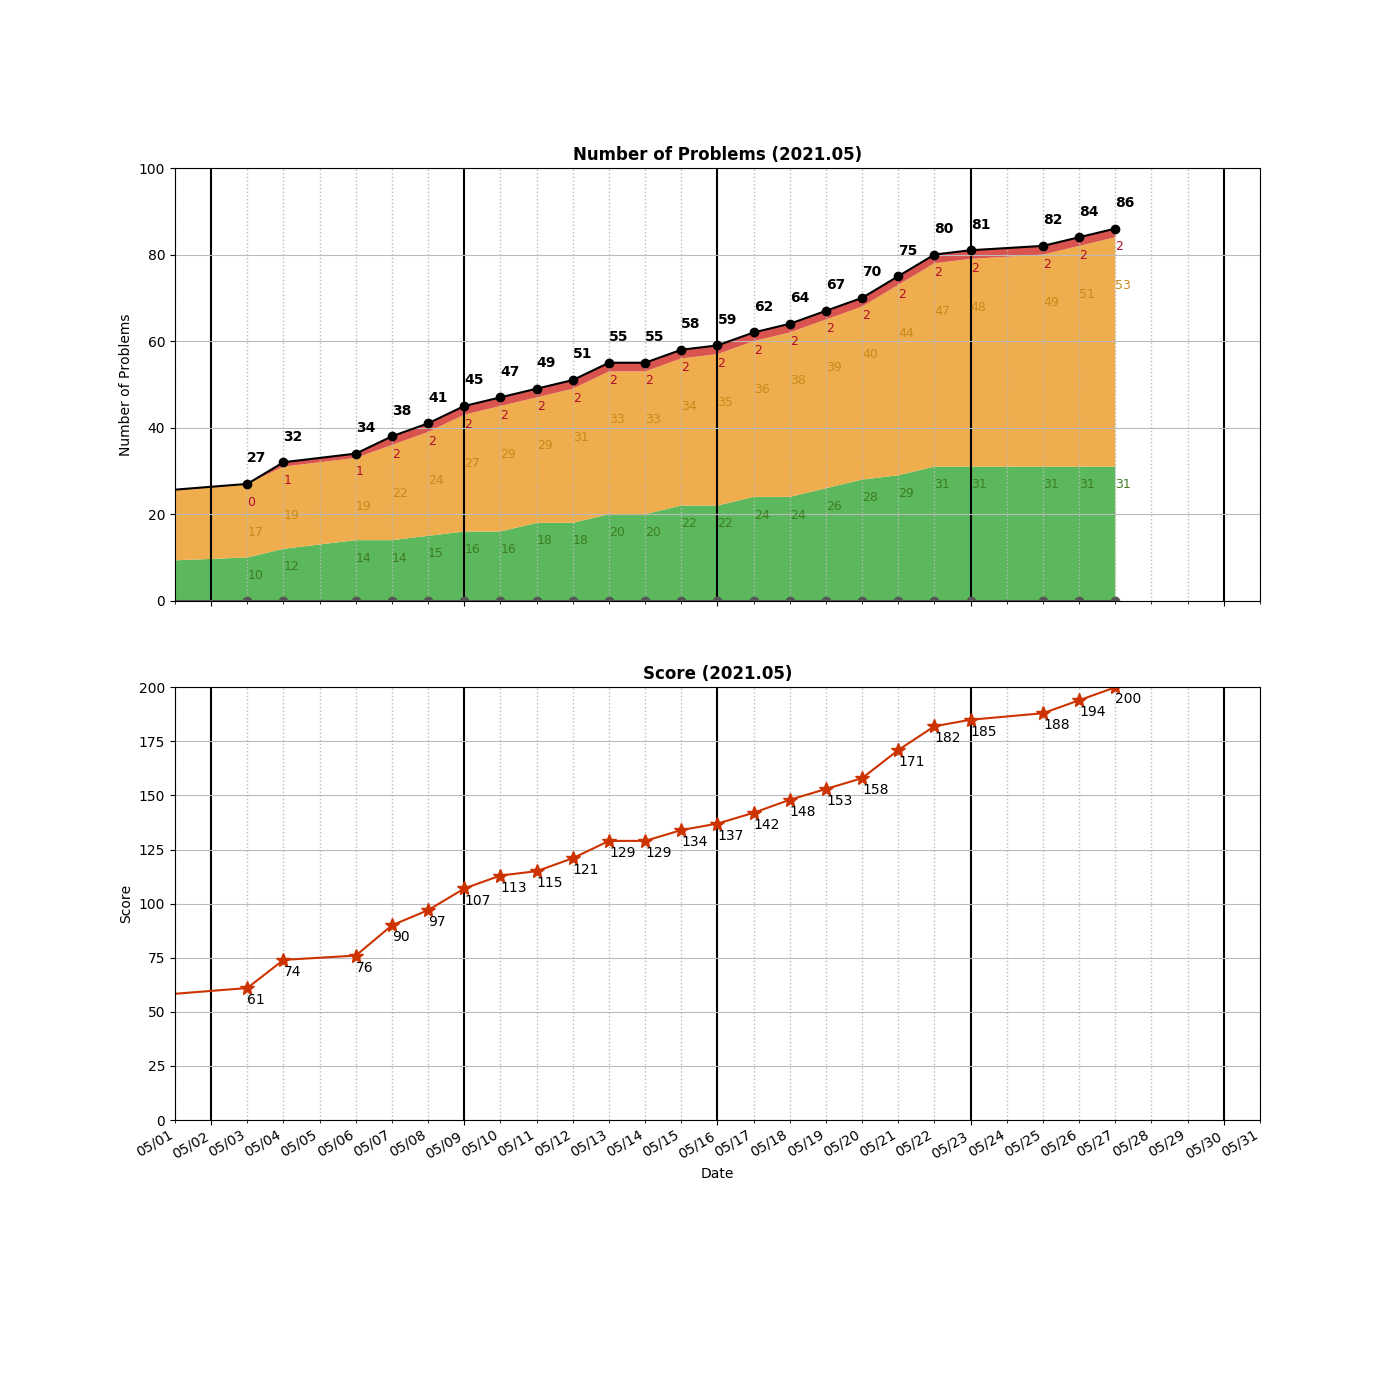 Number of Problems (2021.05)
Number of Problems
100
80
60
40
20
0
27 32 34 38 41 45 47 49 51 55 55 58 59 62 64 67 70 75 80 81 82 84 86
0 1 1 2 2 2 2 2 2 2 2 2 2 2 2 2 2 2 2 2 2 2 2
17 19 19 22 24 27 29 29 31 33 33 34 35 36 38 39 40 44 47 48 49 51 53
10 12 14 14 15 16 16 18 18 20 20 22 22 24 24 26 28 29 31 31 31 31 31
Score (2021.05)
Score
200
175
150
125
100
75
50
25
0
61 74 76 90 97 107 113 115 121 129 129 134 137 142 148 153 158 171 182 185 188 194 200
05/01 05/02 05/03 05/04 05/05 05/06 05/07 05/08 05/09 05/10 05/11 05/12 05/13 05/14 05/15 05/16 05/17 05/18 05/19 05/20 05/21 05/22 05/23 05/24 05/25 05/26 05/27 05/28 05/29 05/30 05/31
Date